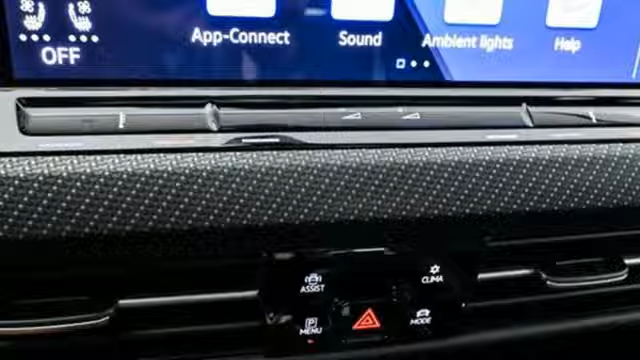 App-Connect
Sound
Ambient lights
Help
OFF
ASSIST
CLIMA
P
MENU
MODE